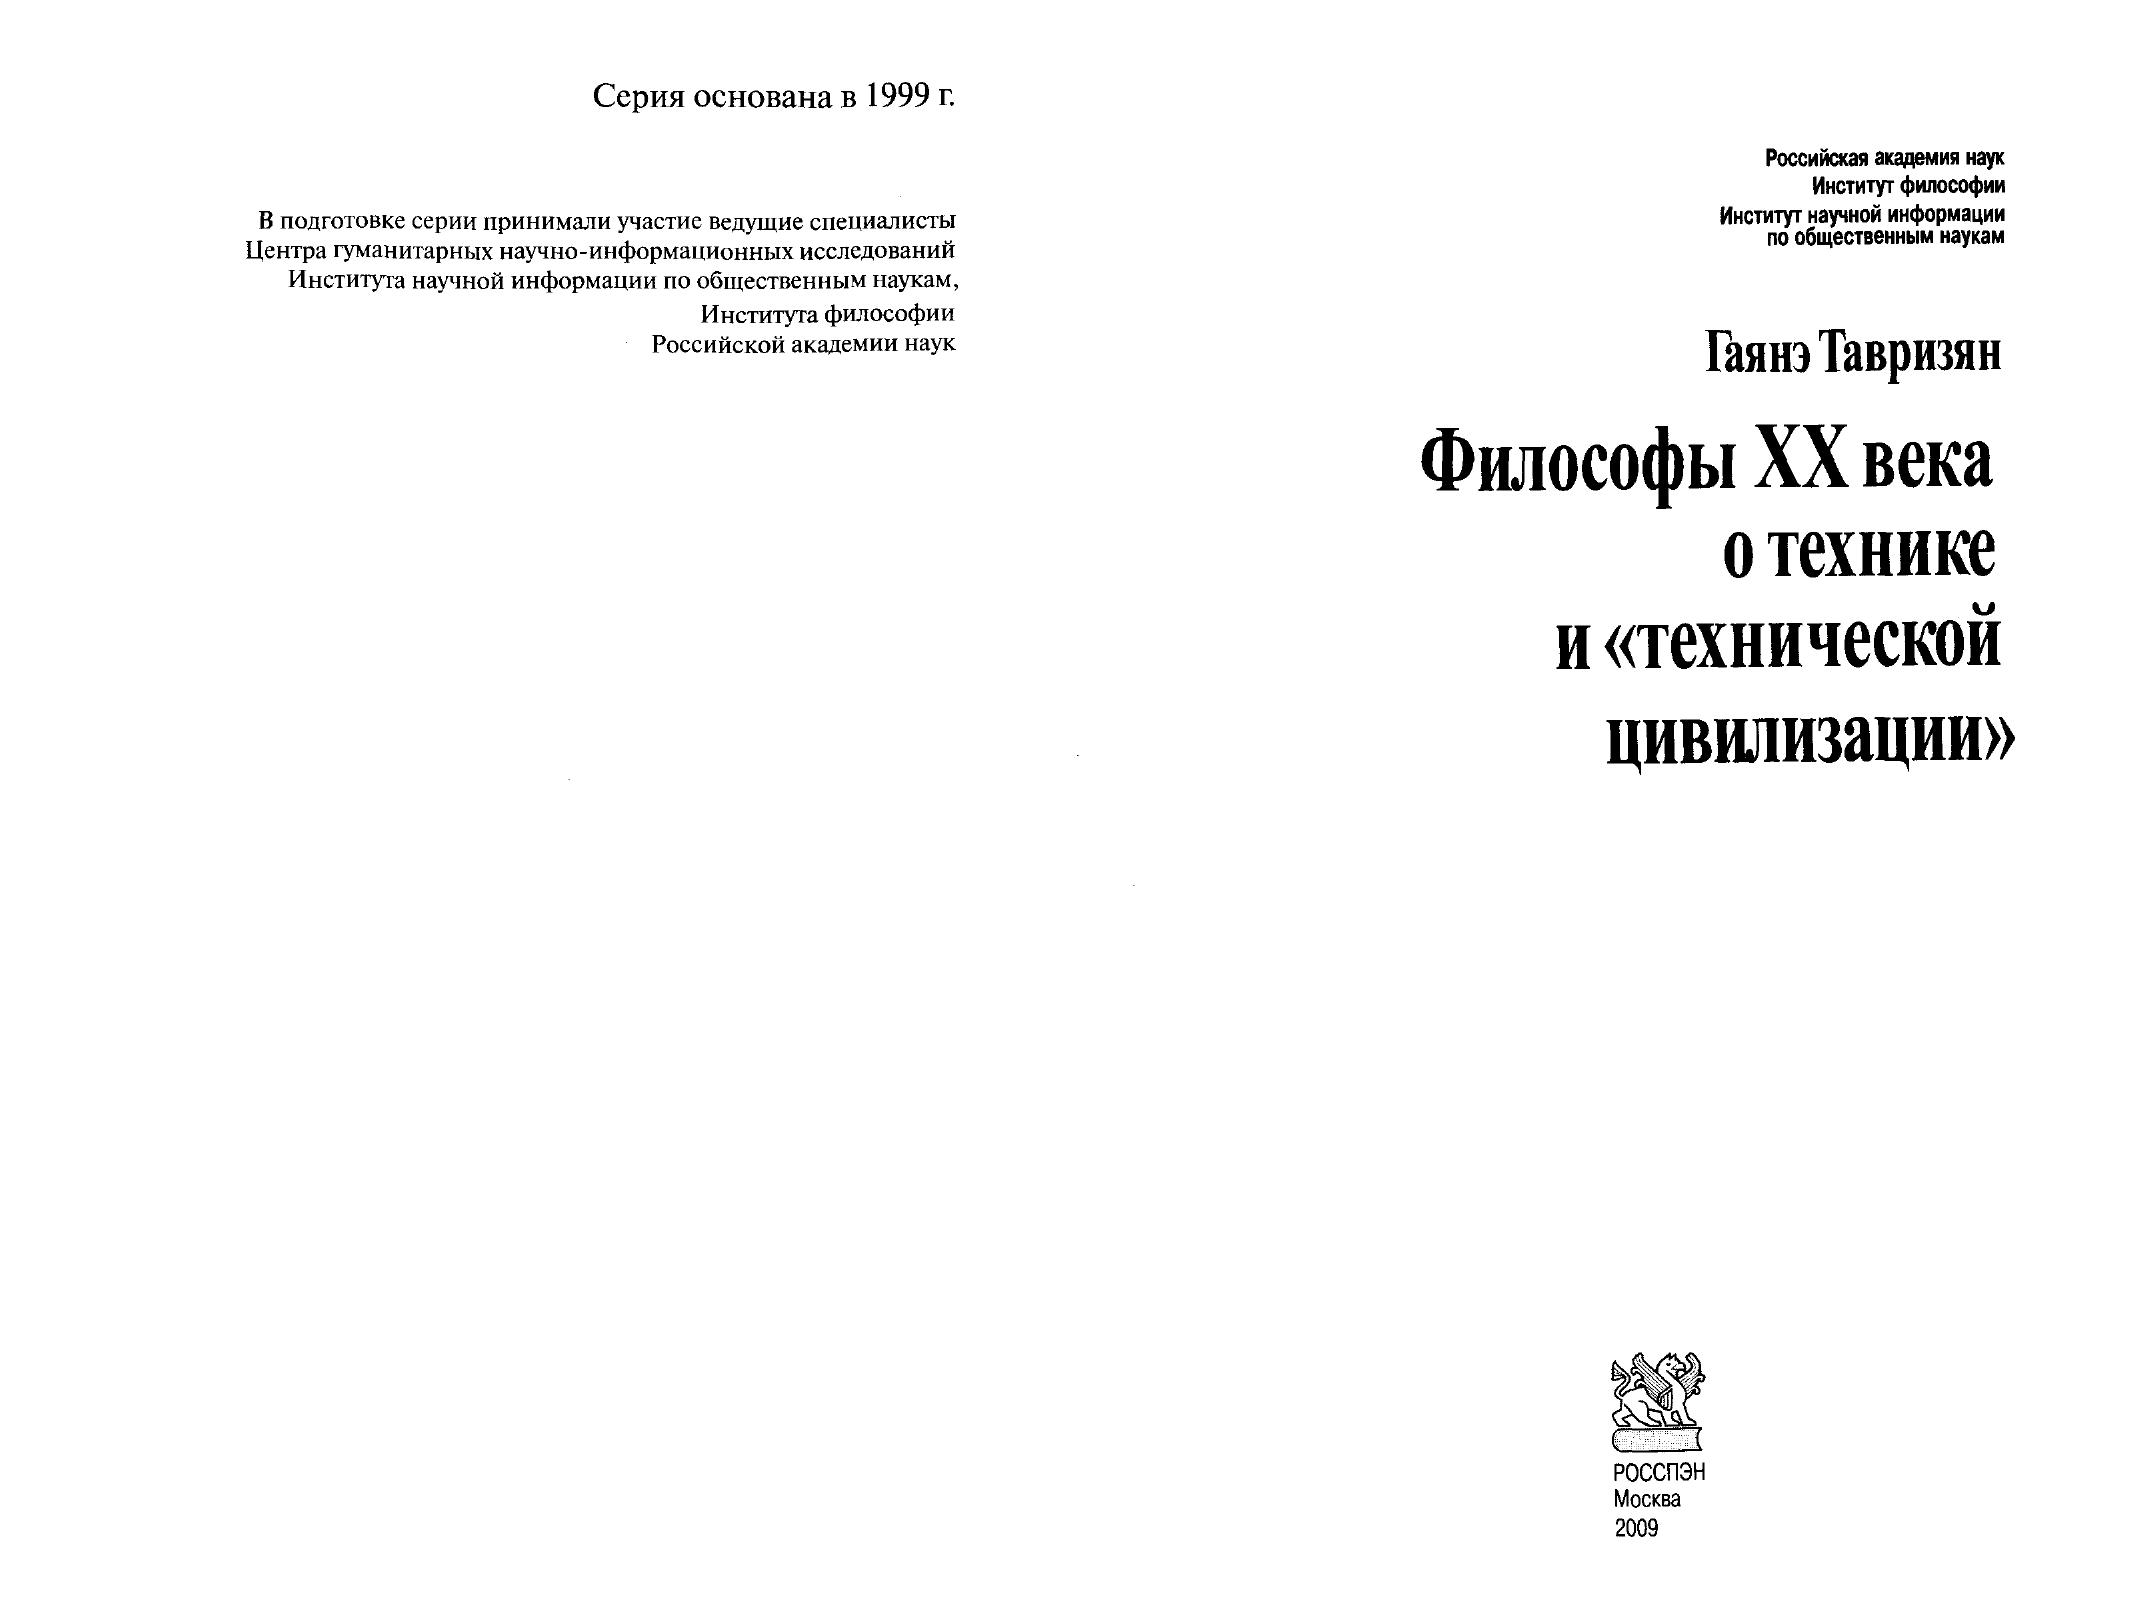 Серия основана в 1999 г.
В подготовке серии принимали участие ведущие специалисты
Центра гуманитарных научно-информационных исследований
Института научной информации по общественным наукам,
Института философии
Российской академии наук
Российская академия наук
Институт философии
Институт научной информации
по общественным наукам
Гаянэ Тавризян
Философы XX века
о технике
и «технической
цивилизации»
РОССПЭН
Москва
2009